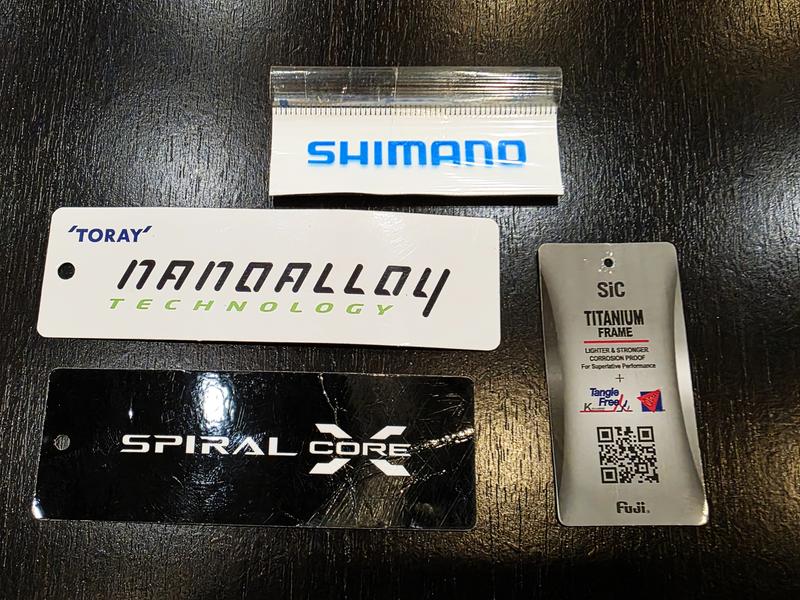 SHIMANO
'TORAY'
NANOALLOY
TECHNOLOGY
SPIRAL CORE
X
SiC
TITANIUM
FRAME
LIGHTER & STRONGER
CORROSION PROOF
For Superlative Performance
+
Tangle
Free
K
Fuji